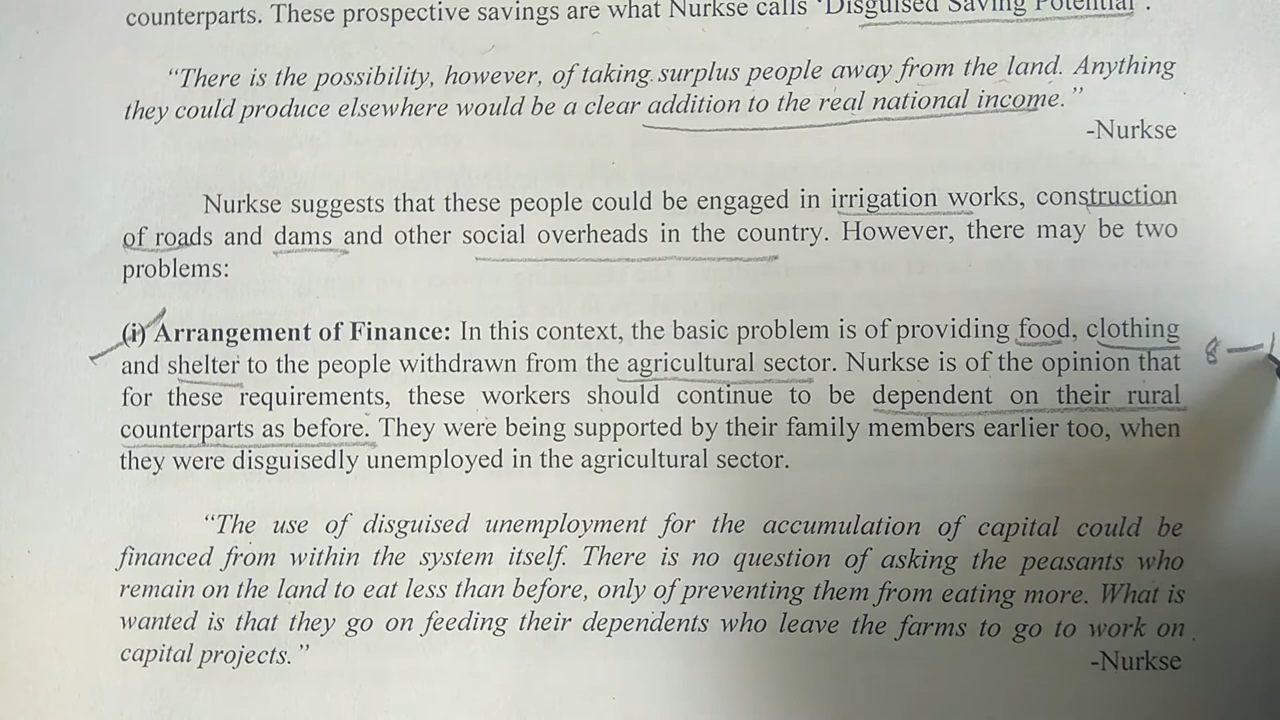 counterparts. These prospective savings are what Nurkse calls 'Disguised Saving Potential'.
“There is the possibility, however, of taking surplus people away from the land. Anything
they could produce elsewhere would be a clear addition to the real national income.”
-Nurkse
Nurkse suggests that these people could be engaged in irrigation works, construction
of roads and dams and other social overheads in the country. However, there may be two
problems:
(i) Arrangement of Finance: In this context, the basic problem is of providing food, clothing
and shelter to the people withdrawn from the agricultural sector. Nurkse is of the opinion that
for these requirements, these workers should continue to be dependent on their rural
counterparts as before. They were being supported by their family members earlier too, when
they were disguisedly unemployed in the agricultural sector.
“The use of disguised unemployment for the accumulation of capital could be
financed from within the system itself. There is no question of asking the peasants who
remain on the land to eat less than before, only of preventing them from eating more. What is
wanted is that they go on feeding their dependents who leave the farms to go to work on
capital projects.”
-Nurkse
8 —